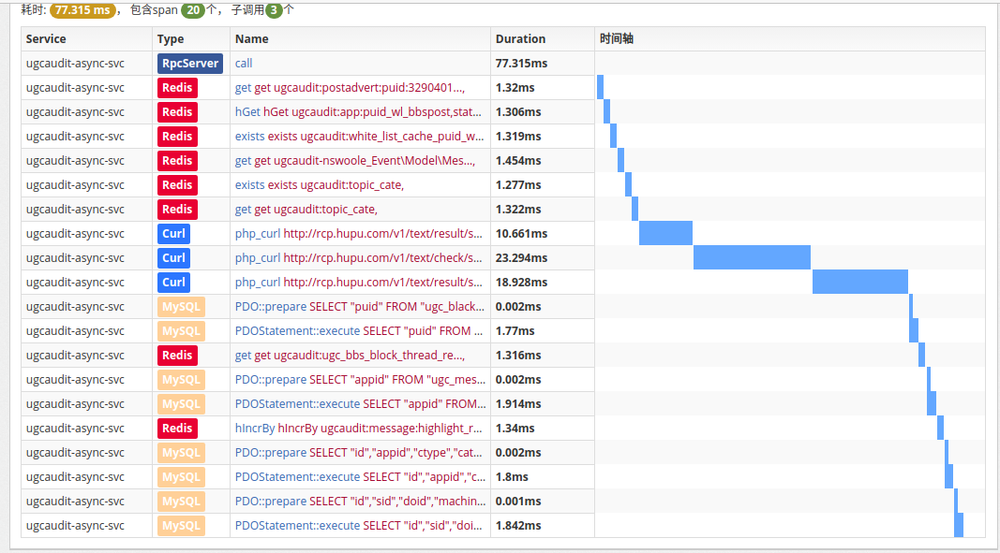 耗时: 77.315 ms, 包含span 20个, 子调用3个
Service Type Name Duration 时间轴
ugcaudit-async-svc RpcServer call 77.315ms
ugcaudit-async-svc Redis get get ugcaudit:postadvert:puid:3290401..., 1.32ms
ugcaudit-async-svc Redis hGet hGet ugcaudit:app:puid_wl_bbspost,stat... 1.306ms
ugcaudit-async-svc Redis exists exists ugcaudit:white_list_cache_puid_w... 1.319ms
ugcaudit-async-svc Redis get get ugcaudit-nswoole_Event\Model\Mes..., 1.454ms
ugcaudit-async-svc Redis exists exists ugcaudit:topic_cate, 1.277ms
ugcaudit-async-svc Redis get get ugcaudit:topic_cate, 1.322ms
ugcaudit-async-svc Curl php_curl http://rcp.hupu.com/v1/text/result/s... 10.661ms
ugcaudit-async-svc Curl php_curl http://rcp.hupu.com/v1/text/check/s... 23.294ms
ugcaudit-async-svc Curl php_curl http://rcp.hupu.com/v1/text/result/s... 18.928ms
ugcaudit-async-svc MySQL PDO::prepare SELECT "puid" FROM "ugc_black... 0.002ms
ugcaudit-async-svc MySQL PDOStatement::execute SELECT "puid" FROM ... 1.77ms
ugcaudit-async-svc Redis get get ugcaudit:ugc_bbs_block_thread_re..., 1.316ms
ugcaudit-async-svc MySQL PDO::prepare SELECT "appid" FROM "ugc_mes... 0.002ms
ugcaudit-async-svc MySQL PDOStatement::execute SELECT "appid" FROM... 1.914ms
ugcaudit-async-svc Redis hIncrBy hIncrBy ugcaudit:message:highlight_r... 1.34ms
ugcaudit-async-svc MySQL PDO::prepare SELECT "id","appid","ctype","cat... 0.002ms
ugcaudit-async-svc MySQL PDOStatement::execute SELECT "id","appid","c... 1.8ms
ugcaudit-async-svc MySQL PDO::prepare SELECT "id","sid","doid","machin... 0.001ms
ugcaudit-async-svc MySQL PDOStatement::execute SELECT "id","sid","doi... 1.842ms